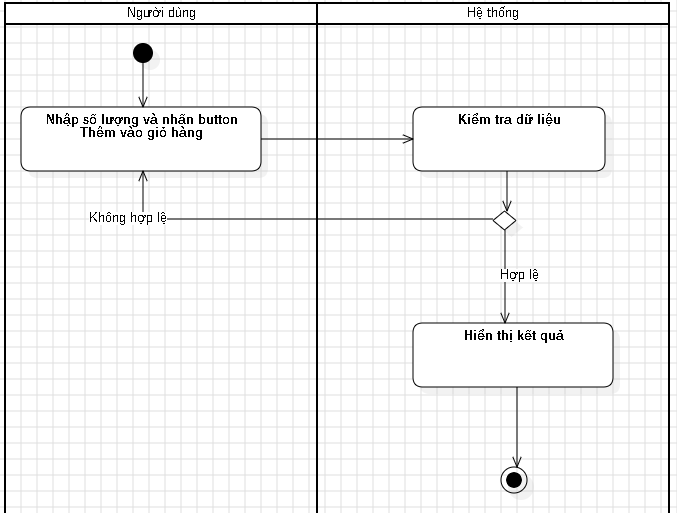 Người dùng
Hệ thống
Nhập số lượng và nhấn button
Thêm vào giỏ hàng
Kiểm tra dữ liệu
Không hợp lệ
Hợp lệ
Hiển thị kết quả